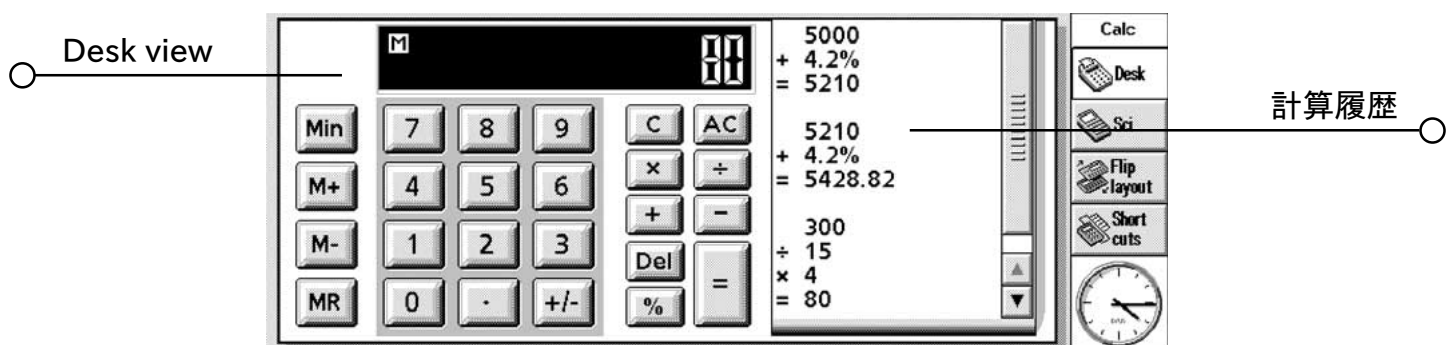 Desk view
計算履歴
M
Min
7 8 9
C AC
M+
4 5 6
× ÷
M-
1 2 3
+ −
Del
MR
0 . +/-
%
=
5000
+ 4.2%
= 5210
5210
+ 4.2%
= 5428.82
300
÷ 15
× 4
= 80
Calc
Desk
Sci
Flip
layout
Short
cuts